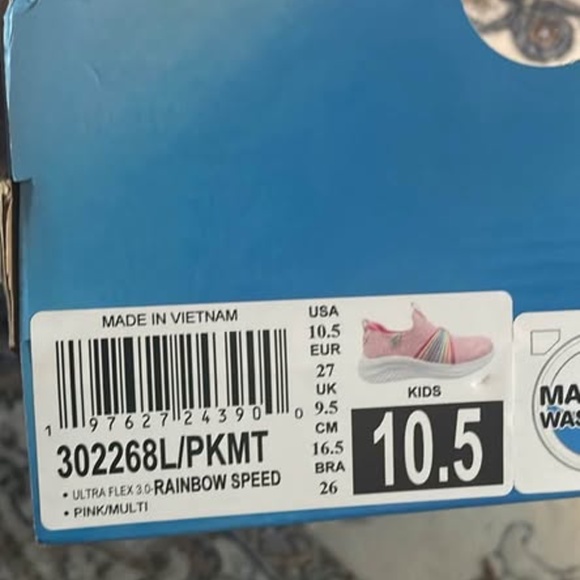 MADE IN VIETNAM
1 97627 24390 0
302268L/PKMT
• ULTRA FLEX 3.0-RAINBOW SPEED
• PINK/MULTI
USA
10.5
EUR
27
UK
9.5
CM
16.5
BRA
26
KIDS
10.5
MA
WAS